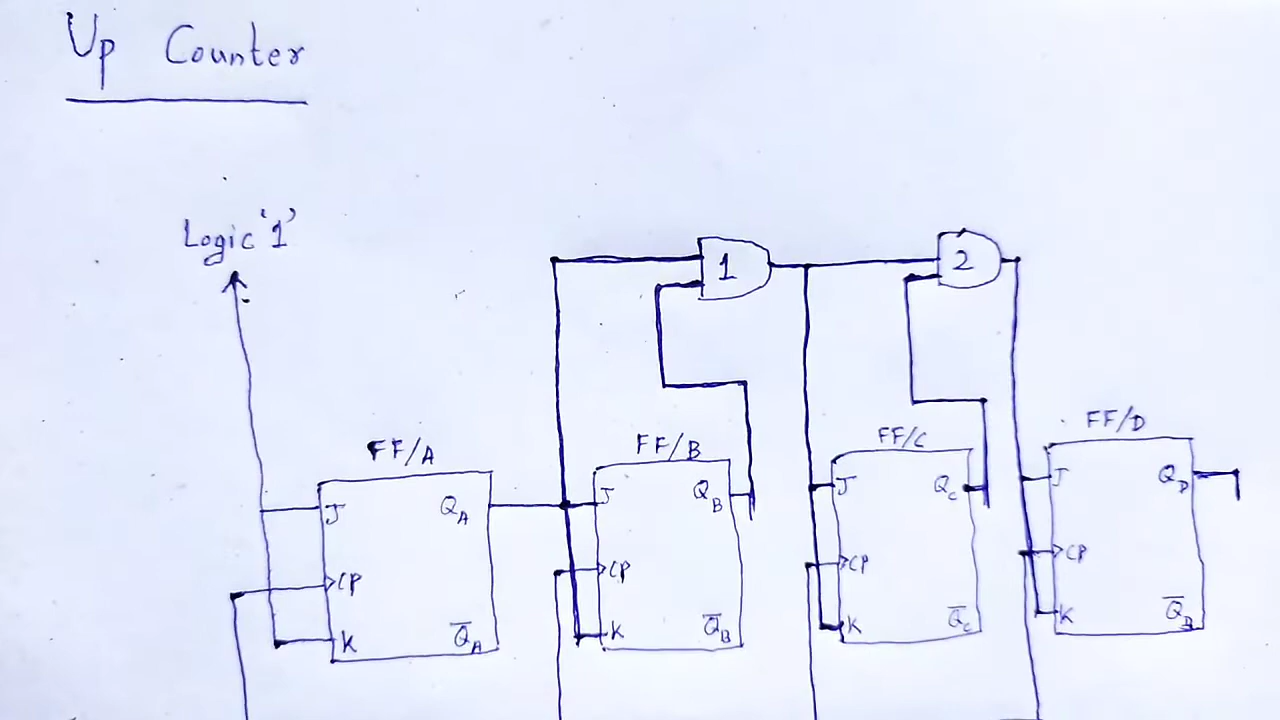 Up Counter
Logic '1'
1
2
FF/A
FF/B
FF/C
FF/D
J
Q_A
J
Q_B
J
Q_C
J
Q_D
CP
CP
CP
CP
K
Q̅_A
K
Q̅_B
K
Q̅_C
K
Q̅_D